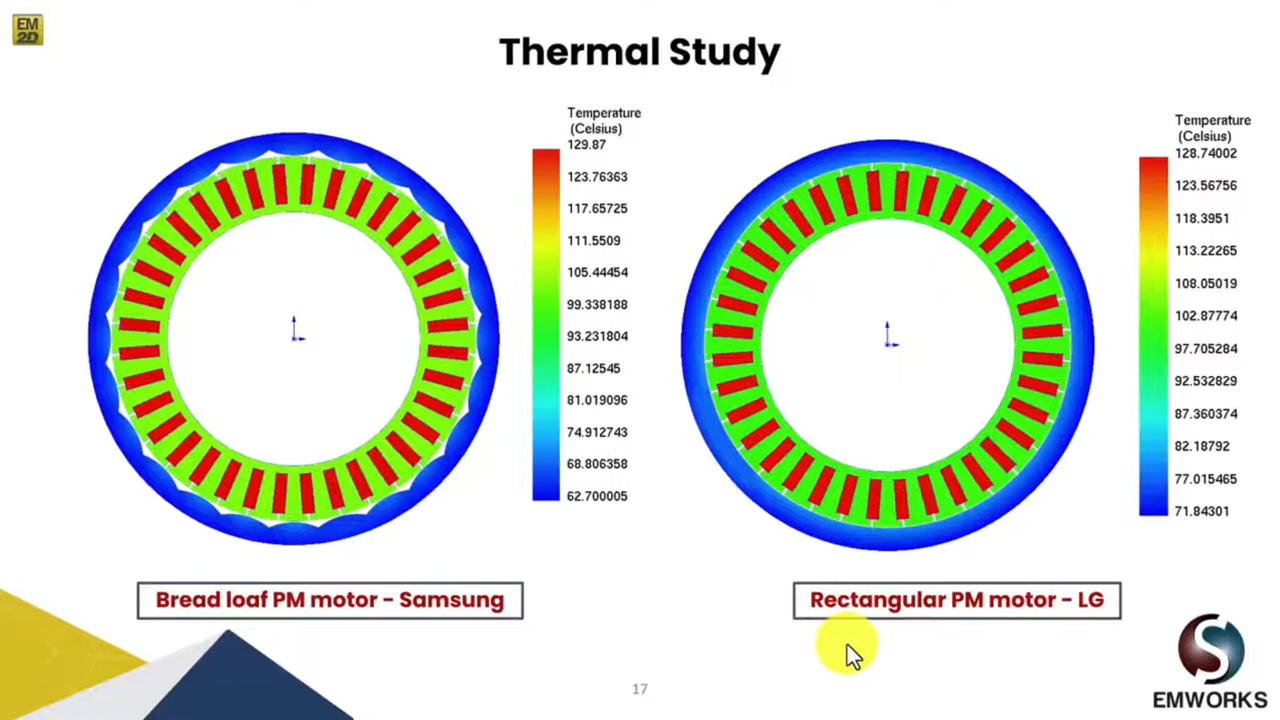 EM
2D
Thermal Study
Temperature
(Celsius)
129.87
123.76363
117.65725
111.5509
105.44454
99.338188
93.231804
87.12545
81.019096
74.912743
68.806358
62.700005
Temperature
(Celsius)
128.74002
123.56756
118.3951
113.22265
108.05019
102.87774
97.705284
92.532829
87.360374
82.18792
77.015465
71.84301
Bread loaf PM motor - Samsung
Rectangular PM motor - LG
17
EMWORKS